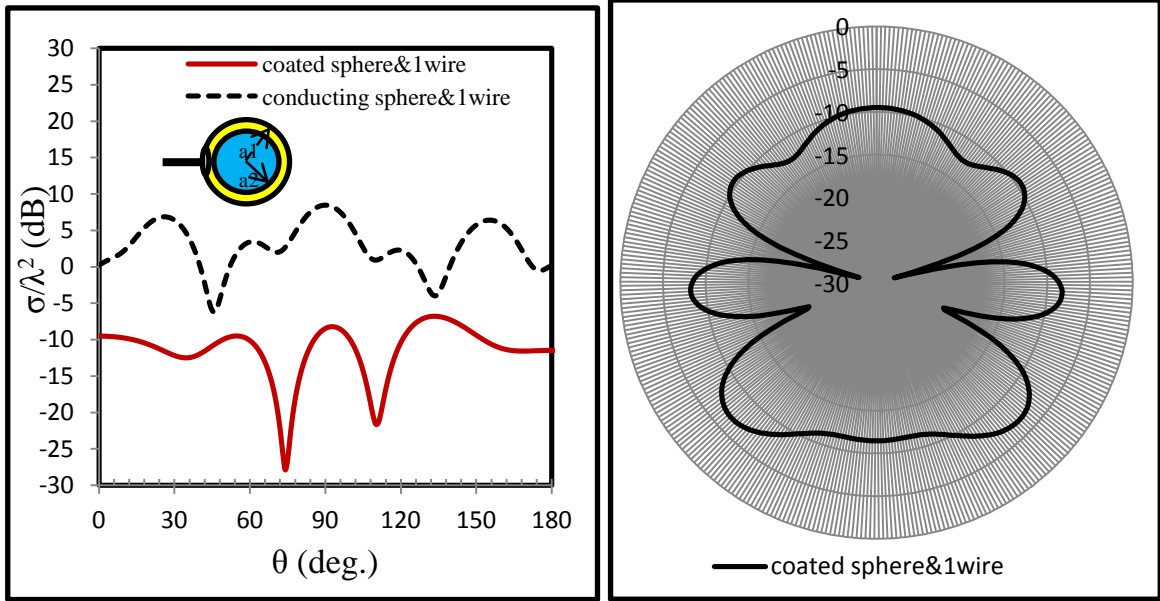 30
25
20
15
10
5
0
-5
-10
-15
-20
-25
-30
σ/λ² (dB)
coated sphere&1wire
conducting sphere&1wire
a1
a2
0 30 60 90 120 150 180
θ (deg.)
0
-5
-10
-15
-20
-25
-30
coated sphere&1wire